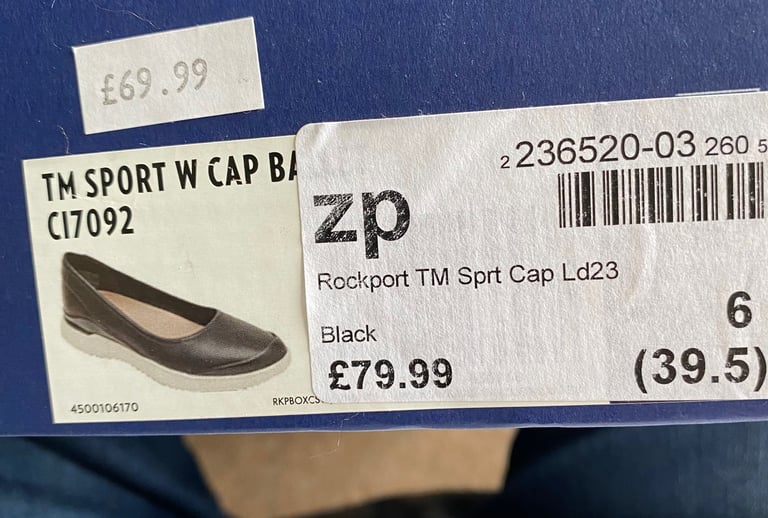 £69.99
TM SPORT W CAP BA
CI7092
4500106170
RKPBOXCS
2 236520-03 260 5
zp
Rockport TM Sprt Cap Ld23
Black
6
£79.99
(39.5)